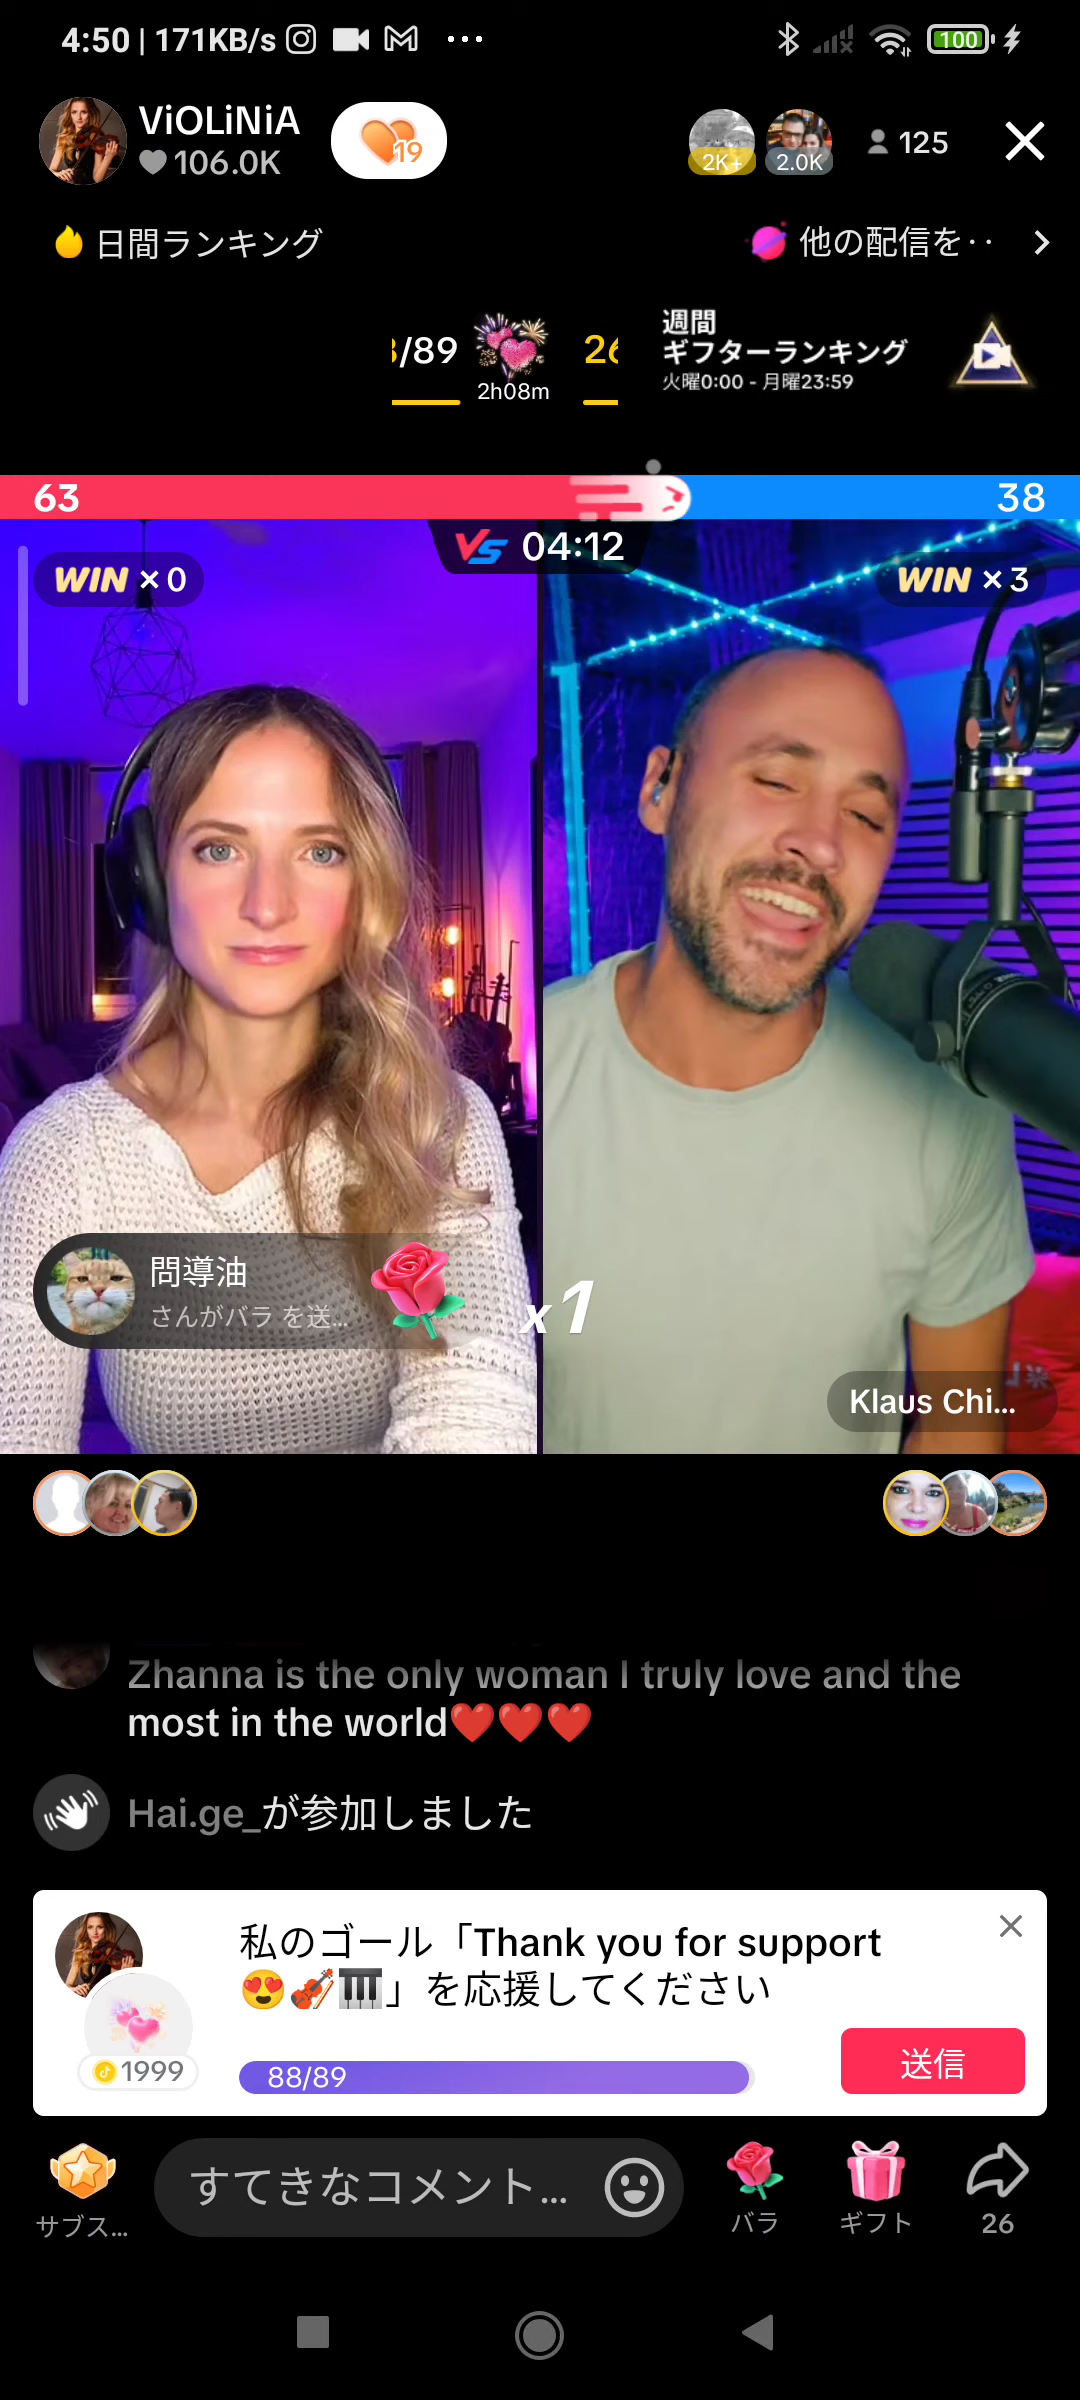 4:50 | 171KB/s
100
ViOLiNiA
106.0K
19
2K+
2.0K
125
日間ランキング
他の配信を‥
/89
2h08m
26
週間
ギフターランキング
火曜0:00 - 月曜23:59
63
38
VS 04:12
WIN ×0
WIN ×3
問導油
さんがバラ を送...
x1
Klaus Chi...
Zhanna is the only woman I truly love and the
most in the world❤️❤️❤️
Hai.ge_が参加しました
私のゴール「Thank you for support
😍🎻🎹」を応援してください
1999
88/89
送信
サブス...
すてきなコメント...
バラ
ギフト
26